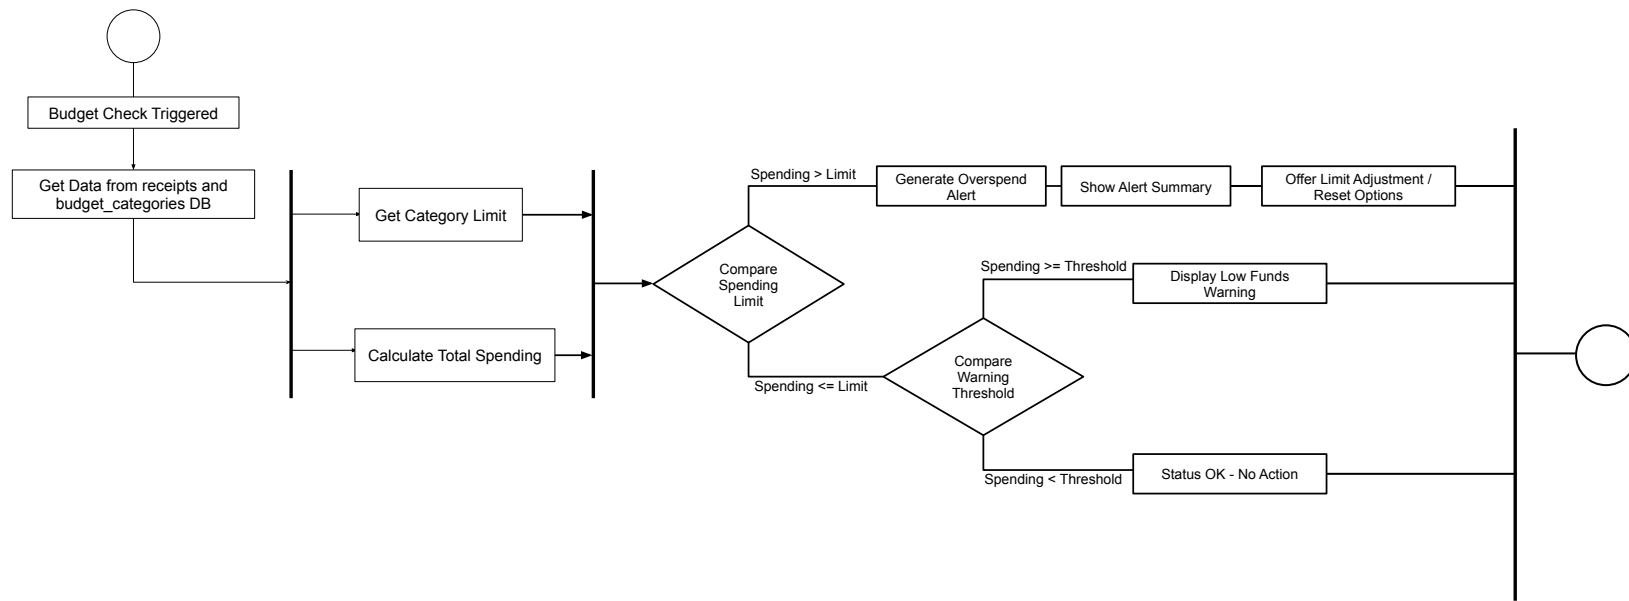 Budget Check Triggered
Get Data from receipts and
budget_categories DB
Get Category Limit
Calculate Total Spending
Compare
Spending
Limit
Spending > Limit
Generate Overspend
Alert
Show Alert Summary
Offer Limit Adjustment /
Reset Options
Spending <= Limit
Compare
Warning
Threshold
Spending >= Threshold
Display Low Funds
Warning
Spending < Threshold
Status OK - No Action